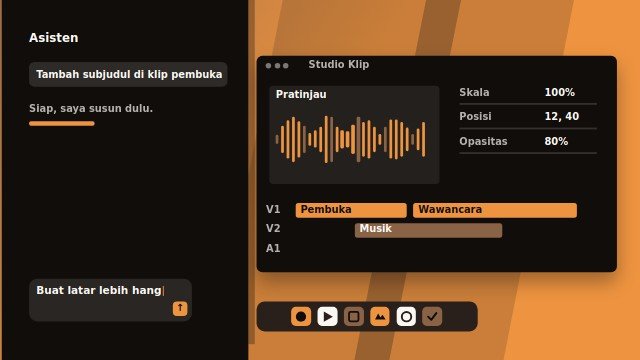 Asisten
Tambah subjudul di klip pembuka
Siap, saya susun dulu.
Buat latar lebih hang
Studio Klip
Pratinjau
Skala 100%
Posisi 12, 40
Opasitas 80%
V1 Pembuka Wawancara
V2 Musik
A1